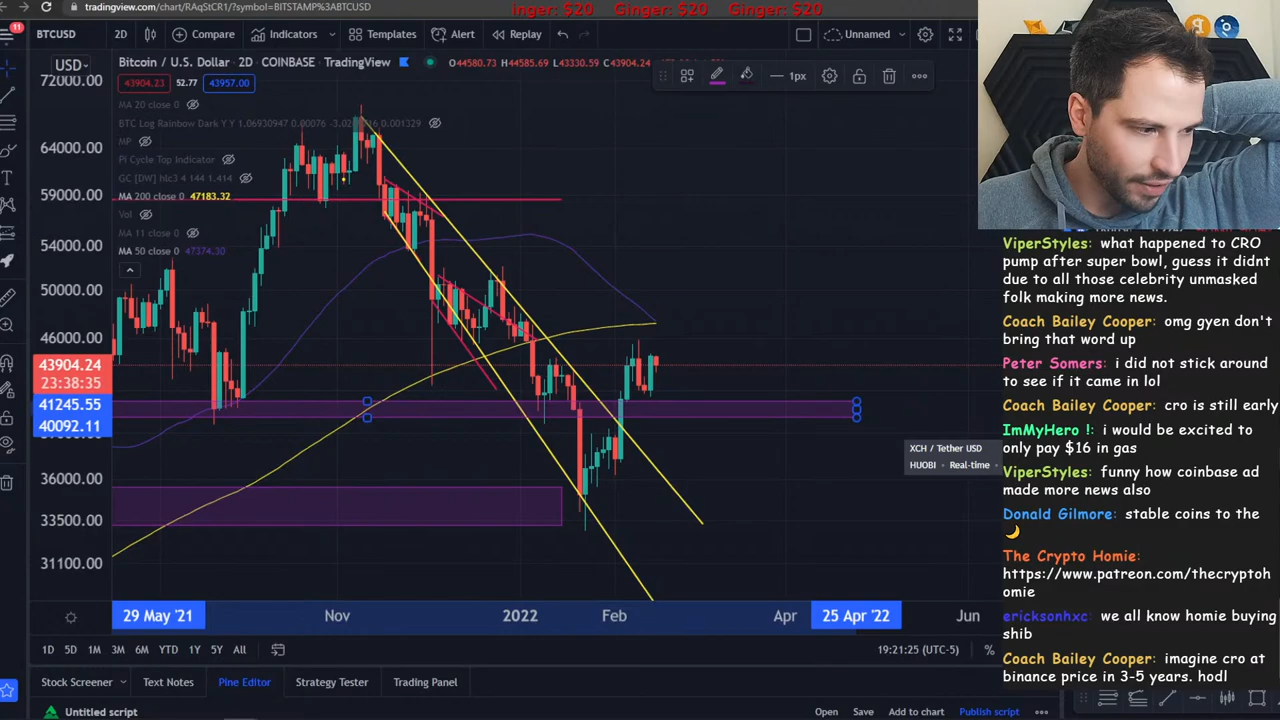 tradingview.com/chart/RAqStCR1/?symbol=BITSTAMP%3ABTCUSD
inger: $20 Ginger: $20 Ginger: $20
11
BTCUSD 2D Compare Indicators Templates Alert Replay Unnamed
USD Bitcoin / U.S. Dollar · 2D · COINBASE · TradingView O44580.73 H44585.69 L43330.59 C43904.24
43904.23 52.77 43957.00
1px
MA 20 close 0
BTC Log Rainbow Dark Y Y 1.06930947 0.00076
MP
PI Cycle Top Indicator
GC [DW] hlc3 4 144 1.414
MA 200 close 0 47183.32
Vol
MA 11 close 0
MA 50 close 0 47374.30
72000.00
64000.00
59000.00
54000.00
50000.00
46000.00
43904.24
23:38:35
41245.55
40092.11
36000.00
33500.00
31100.00
XCH / Tether USD
HUOBI • Real-time
29 May '21 Nov 2022 Feb Apr 25 Apr '22 Jun
1D 5D 1M 3M 6M YTD 1Y 5Y All 19:21:25 (UTC-5) %
Stock Screener Text Notes Pine Editor Strategy Tester Trading Panel
Untitled script Open Save Add to chart Publish script
ViperStyles: what happened to CRO
pump after super bowl, guess it didnt
due to all those celebrity unmasked
folk making more news.
Coach Bailey Cooper: omg gyen don't
bring that word up
Peter Somers: i did not stick around
to see if it came in lol
Coach Bailey Cooper: cro is still early
ImMyHero !: i would be excited to
only pay $16 in gas
ViperStyles: funny how coinbase ad
made more news also
Donald Gilmore: stable coins to the
🌙
The Crypto Homie:
https://www.patreon.com/thecryptoh
omie
ericksonhxc: we all know homie buying
shib
Coach Bailey Cooper: imagine cro at
binance price in 3-5 years. hodl